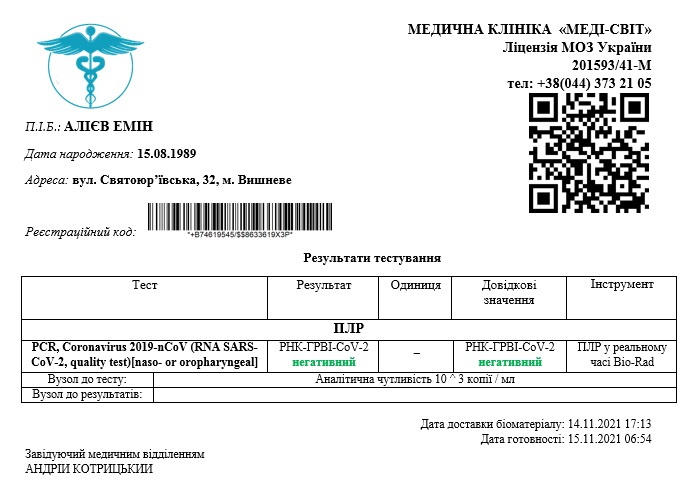 МЕДИЧНА КЛІНІКА «МЕДІ-СВІТ»
Ліцензія МОЗ України
201593/41-М
тел: +38(044) 373 21 05
П.І.Б.: АЛІЄВ ЕМІН
Дата народження: 15.08.1989
Адреса: вул. Святоюр’ївська, 32, м. Вишневе
Реєстраційний код:
*+B74619545/$$8633619X3P*
Результати тестування
Тест Результат Одиниця Довідкові значення Інструмент
ПЛР
PCR, Coronavirus 2019-nCoV (RNA SARS- РНК-ГРВІ-CoV-2 – РНК-ГРВІ-CoV-2 ПЛР у реальному
CoV-2, quality test)[naso- or oropharyngeal] негативний негативний часі Bio-Rad
Вузол до тесту: Аналітична чутливість 10 ^ 3 копії / мл
Вузол до результатів:
Дата доставки біоматеріалу: 14.11.2021 17:13
Дата готовності: 15.11.2021 06:54
Завідуючий медичним відділенням
АНДРІИ КОТРИЦЬКИИ